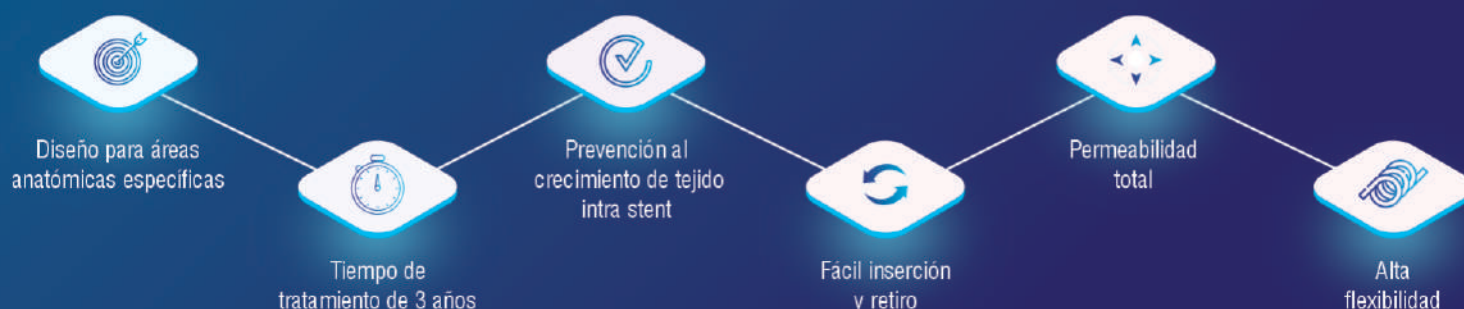 Diseño para áreas
anatómicas específicas
Tiempo de
tratamiento de 3 años
Prevención al
crecimiento de tejido
intra stent
Fácil inserción
y retiro
Permeabilidad
total
Alta
flexibilidad